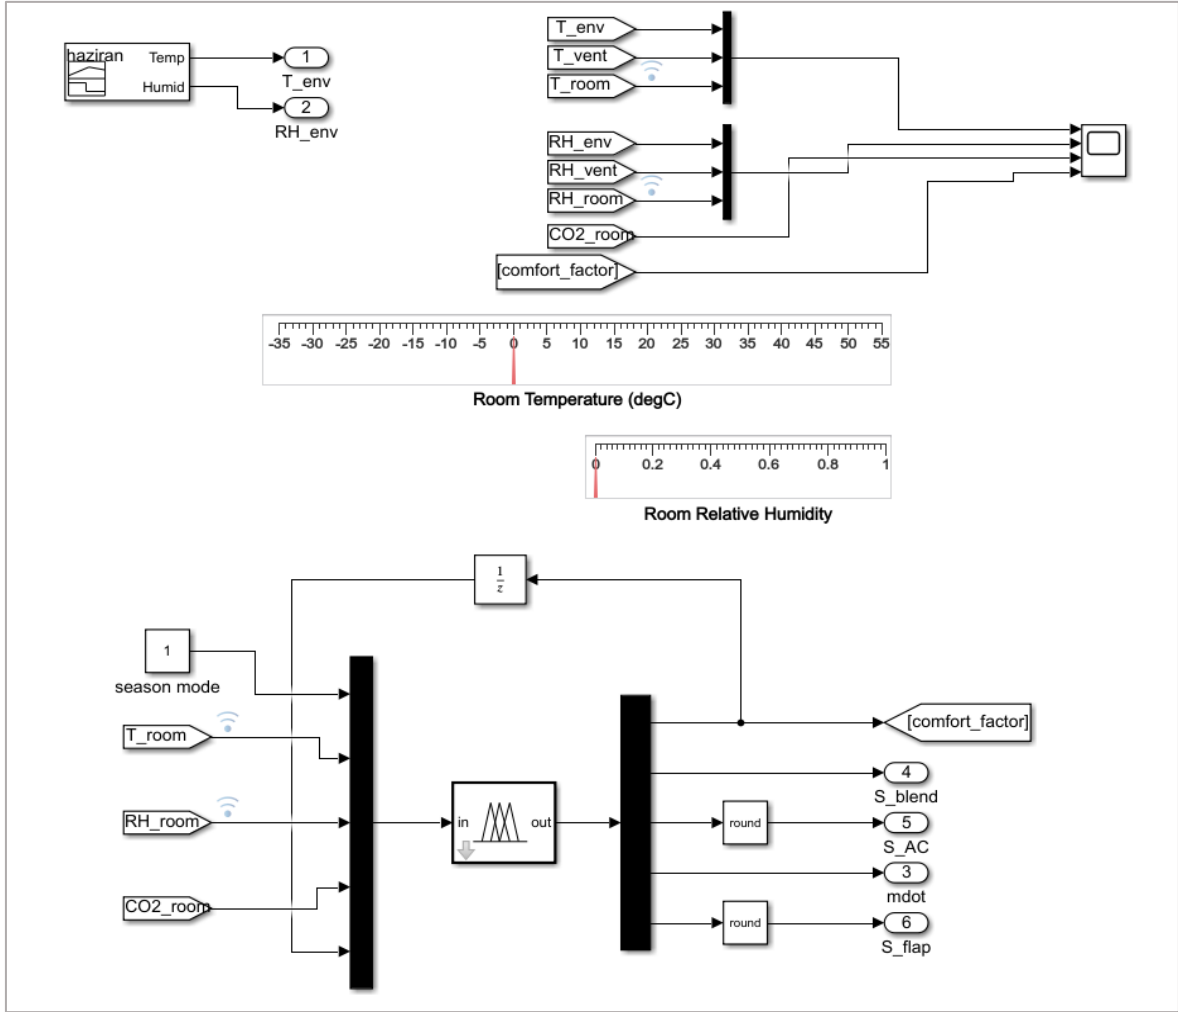 haziran
Temp
Humid
1
T_env
2
RH_env
T_env
T_vent
T_room
RH_env
RH_vent
RH_room
CO2_room
[comfort_factor]
-35 -30 -25 -20 -15 -10 -5 0 5 10 15 20 25 30 35 40 45 50 55
Room Temperature (degC)
0 0.2 0.4 0.6 0.8 1
Room Relative Humidity
1
z
1
season mode
T_room
RH_room
CO2_room
in
out
[comfort_factor]
4
S_blend
round
5
S_AC
3
mdot
round
6
S_flap